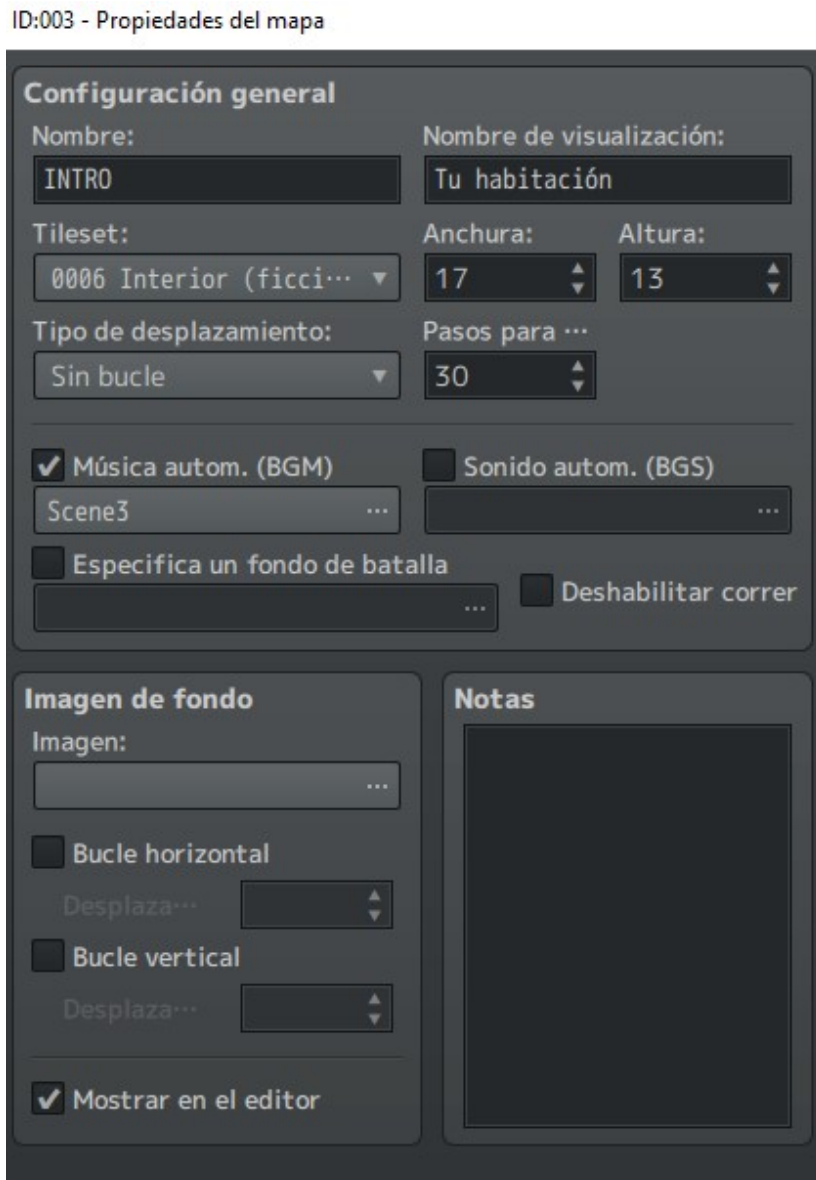 ID:003 - Propiedades del mapa
Configuración general
Nombre:
INTRO
Nombre de visualización:
Tu habitación
Tileset:
0006 Interior (ficci···
Anchura:
17
Altura:
13
Tipo de desplazamiento:
Sin bucle
Pasos para ···
30
Música autom. (BGM)
Scene3 ···
Sonido autom. (BGS)
···
Especifica un fondo de batalla
···
Deshabilitar correr
Imagen de fondo
Imagen:
···
Bucle horizontal
Desplaza···
Bucle vertical
Desplaza···
Mostrar en el editor
Notas